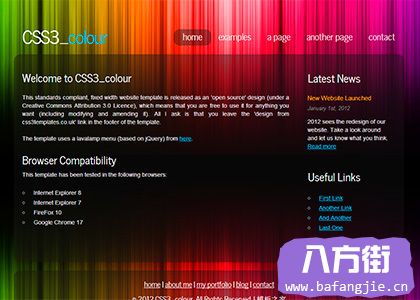 CSS3_colour
home examples a page another page contact
Welcome to CSS3_colour
This standards compliant, fixed width website template is released as an 'open source' design (under a
Creative Commons Attribution 3.0 Licence), which means that you are free to use it for anything you
want (including modifying and amending it). All I ask is that you leave the 'design from
css3templates.co.uk' link in the footer of the template.
The template uses a lavalamp menu (based on jQuery) from here.
Browser Compatibility
This template has been tested in the following browsers:
Internet Explorer 8
Internet Explorer 7
FireFox 10
Google Chrome 17
Latest News
New Website Launched
January 1st, 2012
2012 sees the redesign of our
website. Take a look around
and let us know what you think.
Read more
Useful Links
First Link
Another Link
And Another
Last One
home | about me | my portfolio | blog | contact
© 2012 CSS3_colour. All Rights Reserved. | 模板之家
八方街
www.bafangjie.cn